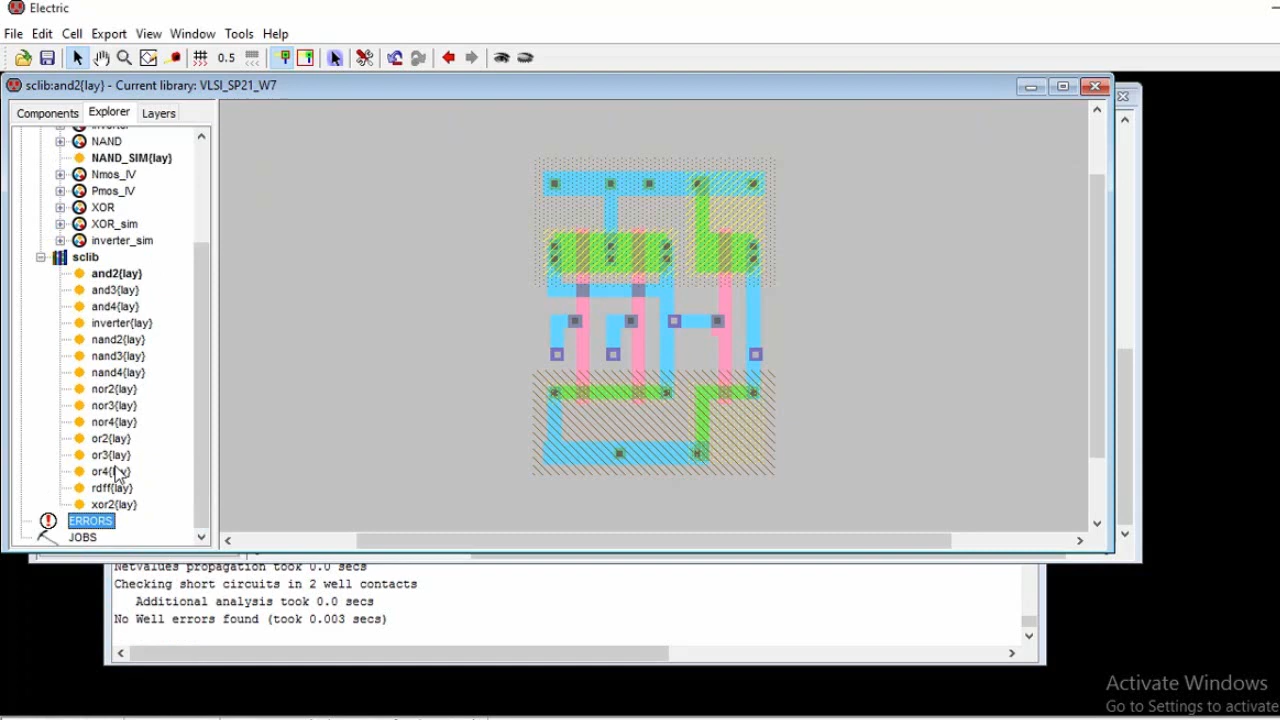 Electric
File Edit Cell Export View Window Tools Help
0.5
sclib:and2{lay} - Current library: VLSI_SP21_W7
Components Explorer Layers
inverter
NAND
NAND_SIM{lay}
Nmos_IV
Pmos_IV
XOR
XOR_sim
inverter_sim
sclib
and2{lay}
and3{lay}
and4{lay}
inverter{lay}
nand2{lay}
nand3{lay}
nand4{lay}
nor2{lay}
nor3{lay}
nor4{lay}
or2{lay}
or3{lay}
or4{lay}
rdff{lay}
xor2{lay}
ERRORS
JOBS
NetValues propagation took 0.0 secs
Checking short circuits in 2 well contacts
Additional analysis took 0.0 secs
No Well errors found (took 0.003 secs)
Activate Windows
Go to Settings to activate